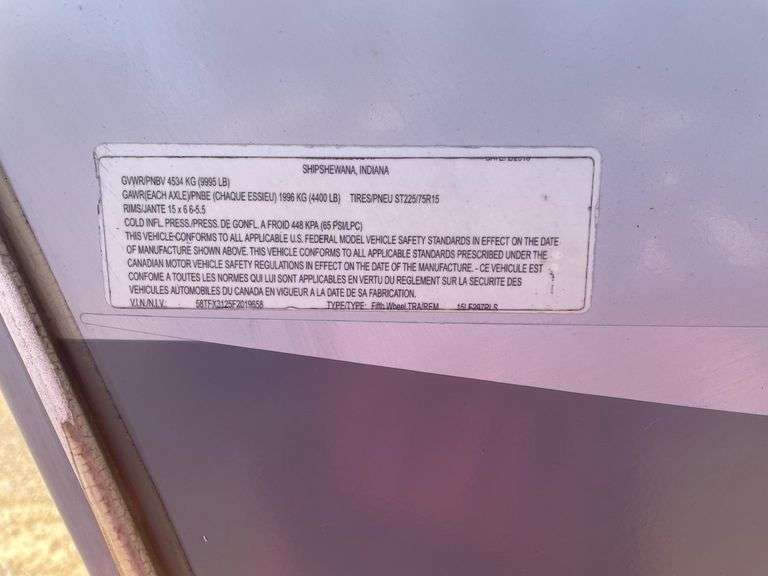 SHIPSHEWANA, INDIANA
GVWR/PNBV 4534 KG (9995 LB)
GAWR(EACH AXLE)/PNBE (CHAQUE ESSIEU) 1996 KG (4400 LB) TIRES/PNEU ST225/75R15
RIMS/JANTE 15 x 6 6-5.5
COLD INFL. PRESS./PRESS. DE GONFL. A FROID 448 KPA (65 PSI/LPC)
THIS VEHICLE-CONFORMS TO ALL APPLICABLE U.S. FEDERAL MODEL VEHICLE SAFETY STANDARDS IN EFFECT ON THE DATE
OF MANUFACTURE SHOWN ABOVE. THIS VEHICLE CONFORMS TO ALL APPLICABLE STANDARDS PRESCRIBED UNDER THE
CANADIAN MOTOR VEHICLE SAFETY REGULATIONS IN EFFECT ON THE DATE OF THE MANUFACTURE. - CE VEHICULE EST
CONFOME A TOUTES LES NORMES QUI LUI SONT APPLICABLES EN VERTU DU REGLEMENT SUR LA SECURITE DES
VEHICULES AUTOMOBILES DU CANADA EN VIGUEUR A LA DATE DE SA FABRICATION.
V.I.N./N.I.V. TYPE/TYPE: Fifth Wheel TRA/REM